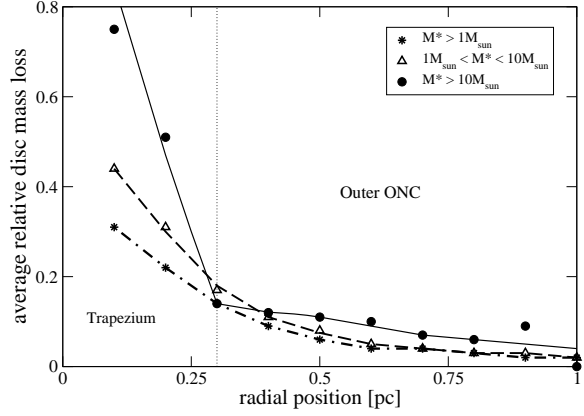 0.8
0.6
0.4
0.2
0
average relative disc mass loss
M* > 1M_sun
1M_sun < M* < 10M_sun
M* > 10M_sun
Outer ONC
Trapezium
0 0.25 0.5 0.75 1
radial position [pc]